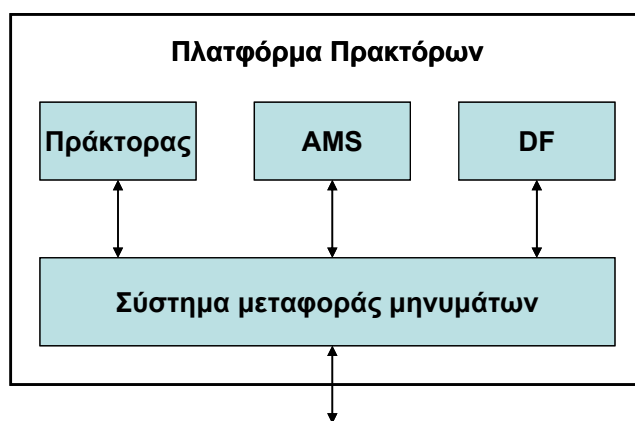 Πλατφόρμα Πρακτόρων
Πράκτορας
AMS
DF
Σύστημα μεταφοράς μηνυμάτων